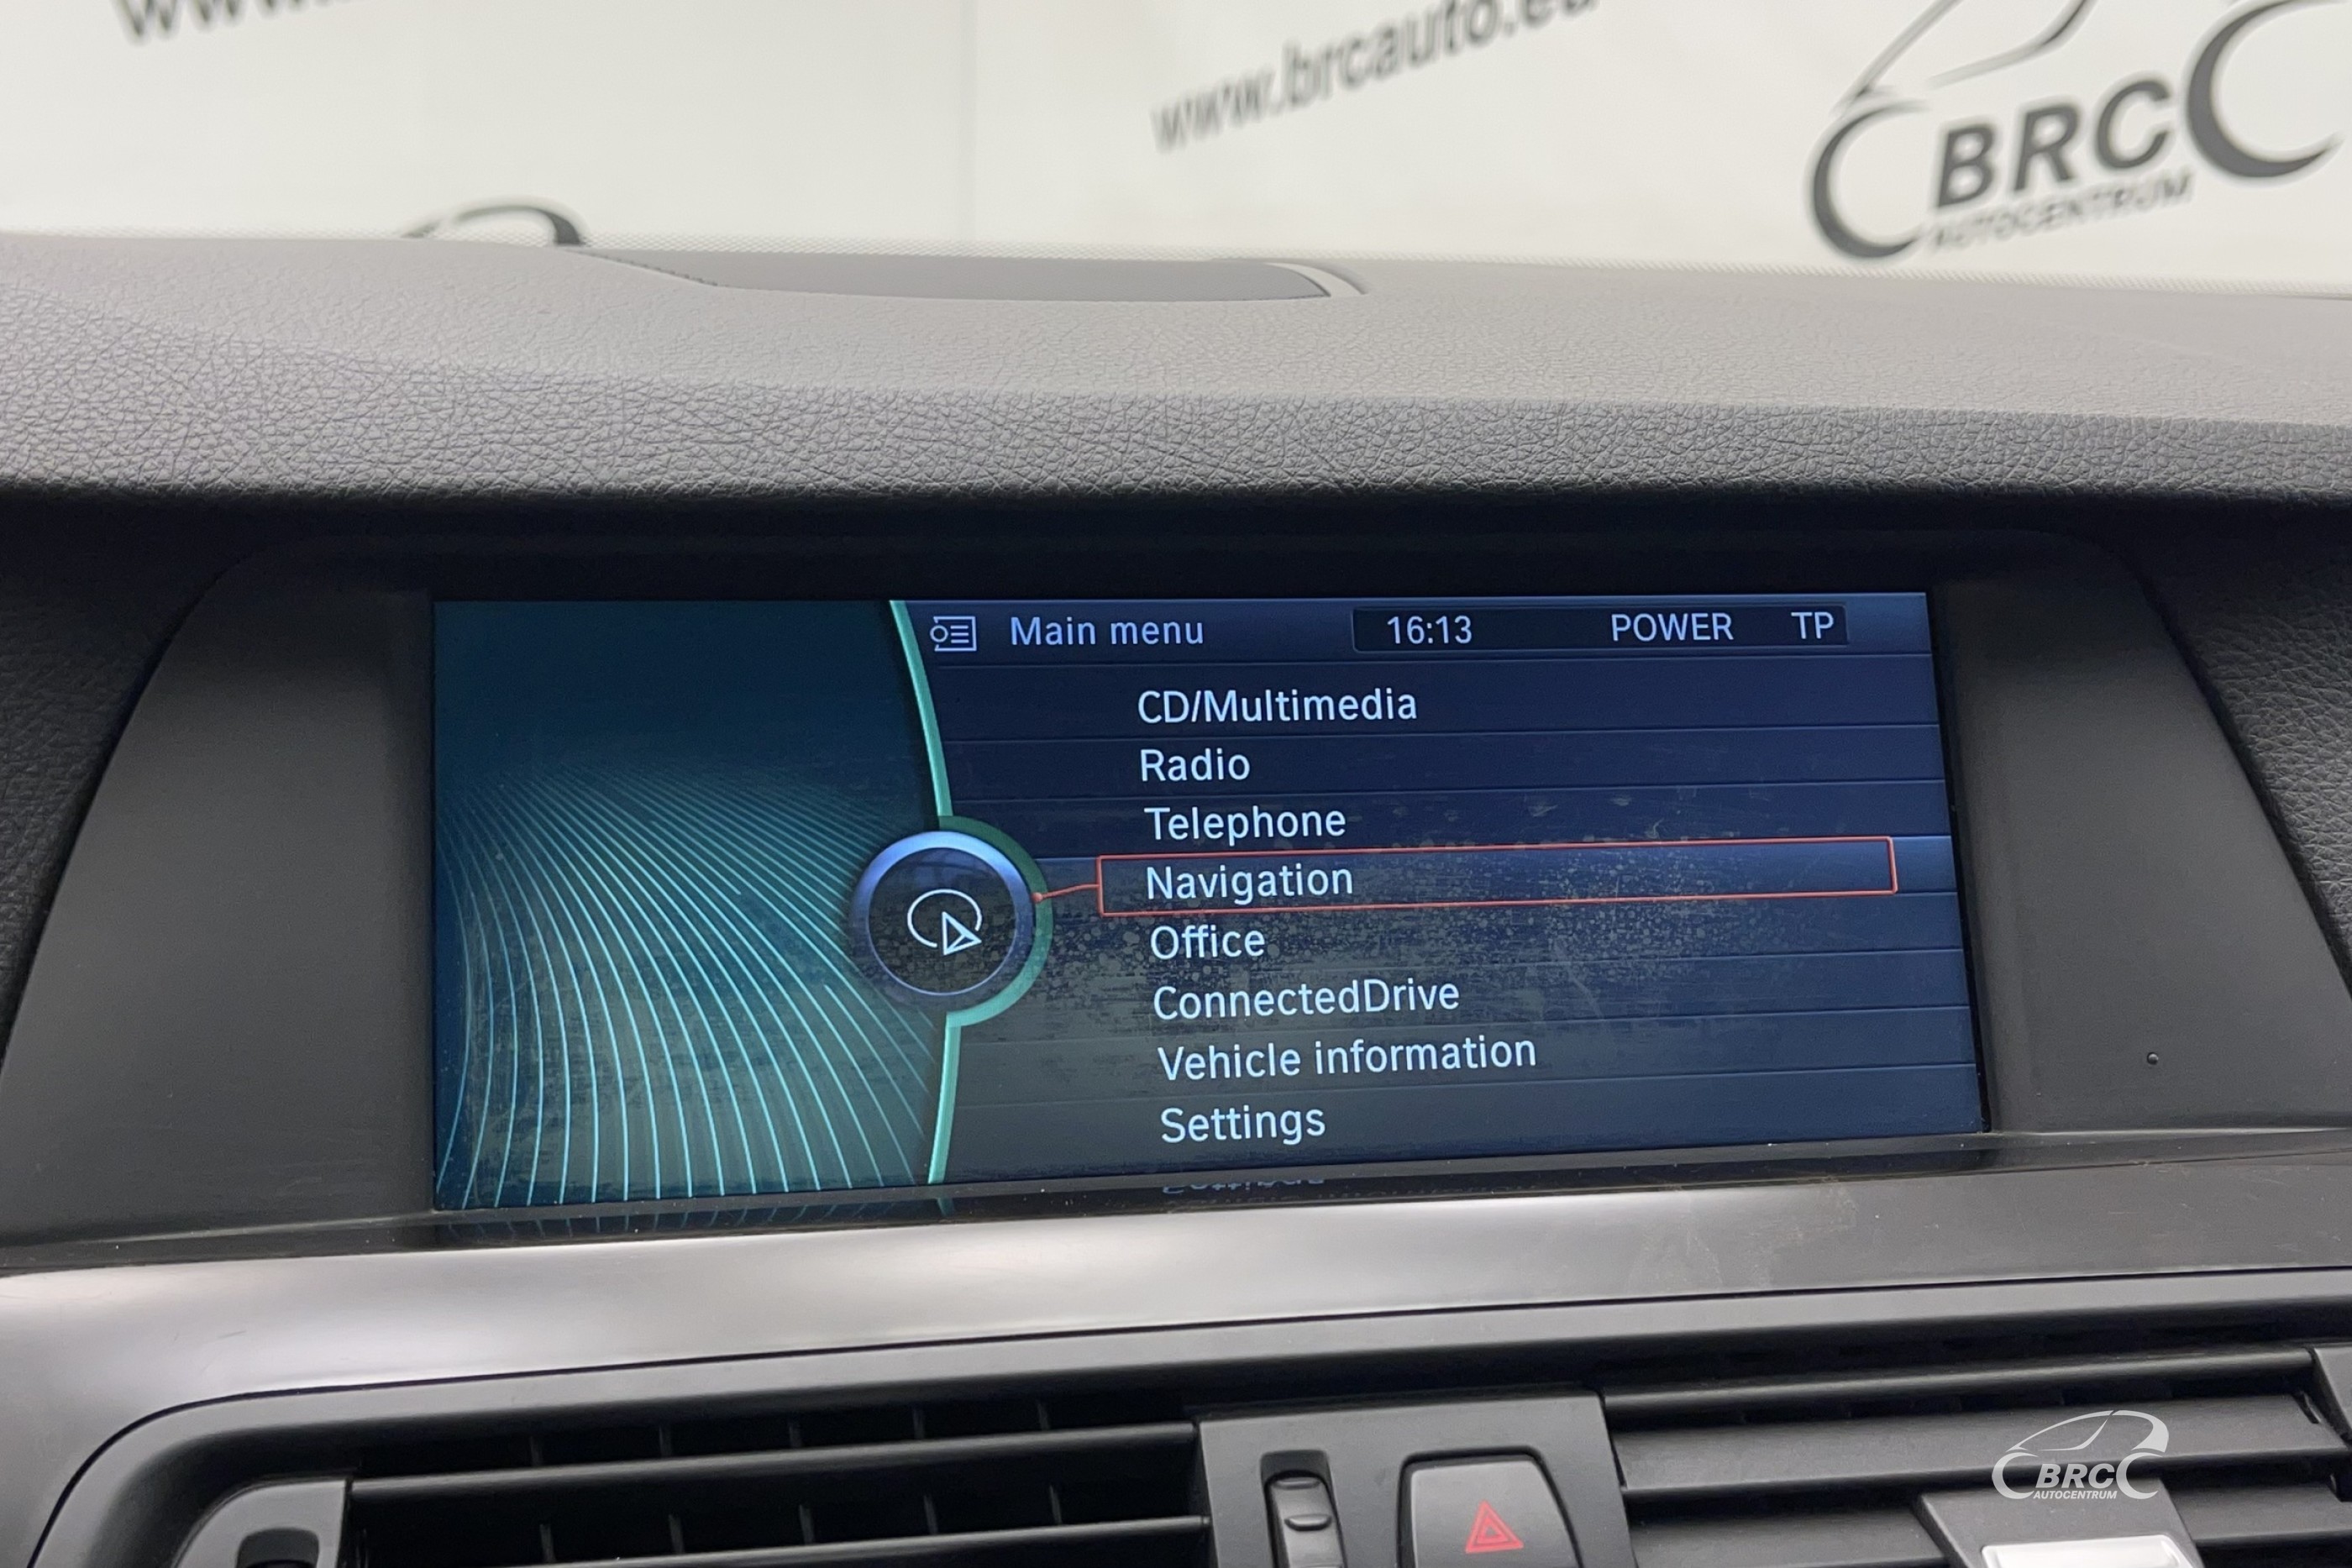 www.brcauto.eu
BRC
AUTOCENTRUM
Main menu 16:13 POWER TP
CD/Multimedia
Radio
Telephone
Navigation
Office
ConnectedDrive
Vehicle information
Settings
BRC
AUTOCENTRUM